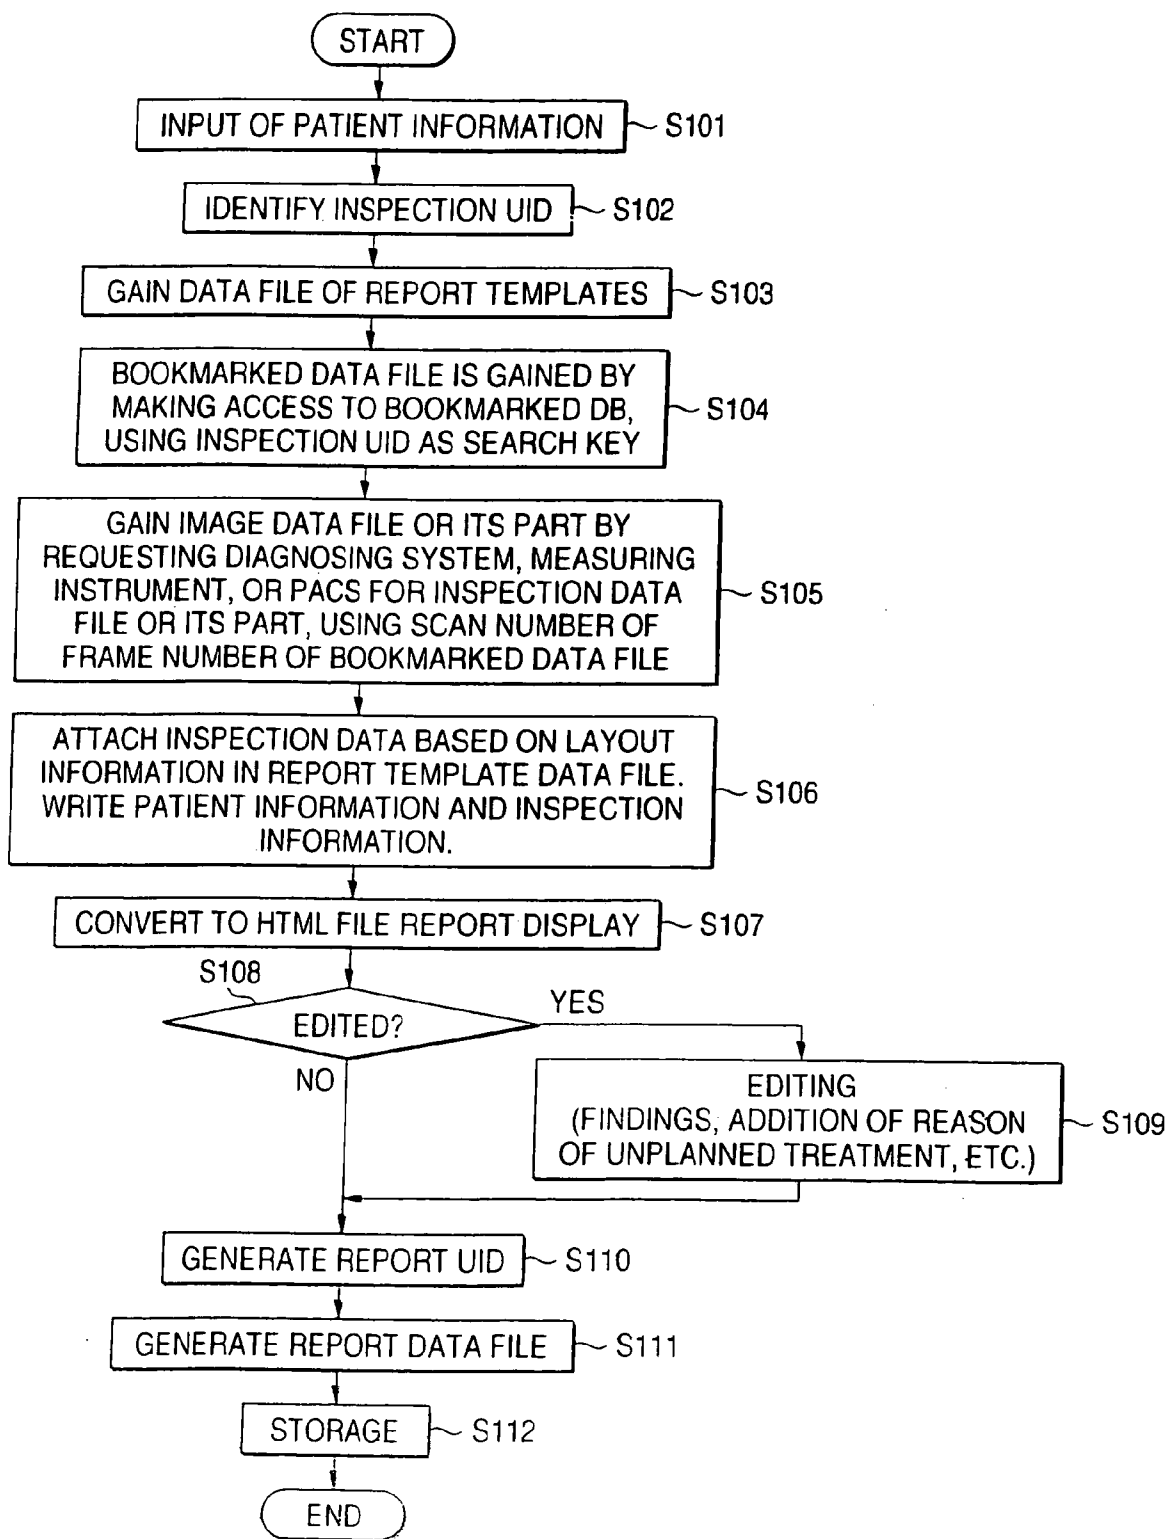 START
INPUT OF PATIENT INFORMATION
S101
IDENTIFY INSPECTION UID
S102
GAIN DATA FILE OF REPORT TEMPLATES
S103
BOOKMARKED DATA FILE IS GAINED BY
MAKING ACCESS TO BOOKMARKED DB,
USING INSPECTION UID AS SEARCH KEY
S104
GAIN IMAGE DATA FILE OR ITS PART BY
REQUESTING DIAGNOSING SYSTEM, MEASURING
INSTRUMENT, OR PACS FOR INSPECTION DATA
FILE OR ITS PART, USING SCAN NUMBER OF
FRAME NUMBER OF BOOKMARKED DATA FILE
S105
ATTACH INSPECTION DATA BASED ON LAYOUT
INFORMATION IN REPORT TEMPLATE DATA FILE.
WRITE PATIENT INFORMATION AND INSPECTION
INFORMATION.
S106
CONVERT TO HTML FILE REPORT DISPLAY
S107
S108
EDITED?
YES
NO
EDITING
(FINDINGS, ADDITION OF REASON
OF UNPLANNED TREATMENT, ETC.)
S109
GENERATE REPORT UID
S110
GENERATE REPORT DATA FILE
S111
STORAGE
S112
END